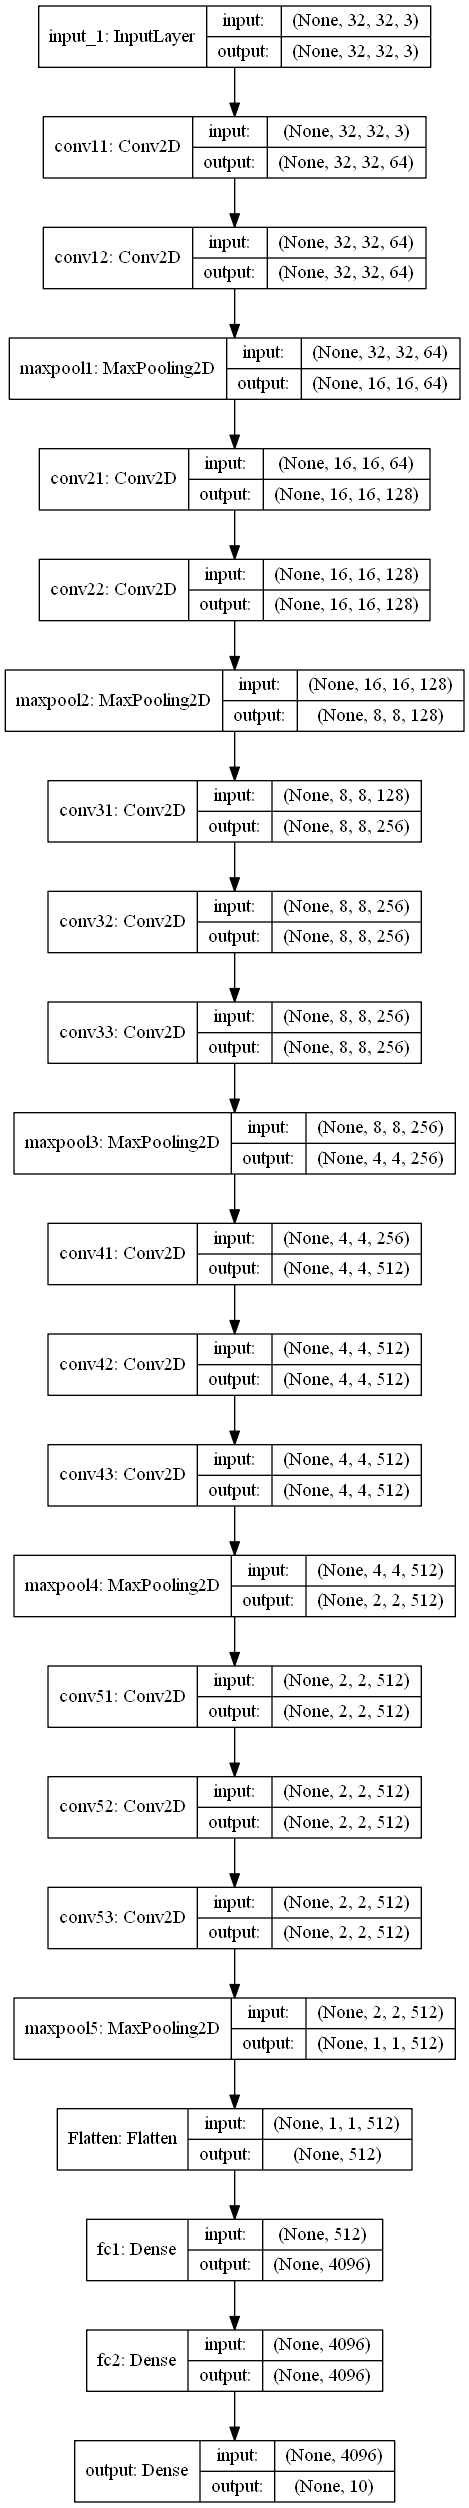 input_1: InputLayer
input: (None, 32, 32, 3)
output: (None, 32, 32, 3)
conv11: Conv2D
input: (None, 32, 32, 3)
output: (None, 32, 32, 64)
conv12: Conv2D
input: (None, 32, 32, 64)
output: (None, 32, 32, 64)
maxpool1: MaxPooling2D
input: (None, 32, 32, 64)
output: (None, 16, 16, 64)
conv21: Conv2D
input: (None, 16, 16, 64)
output: (None, 16, 16, 128)
conv22: Conv2D
input: (None, 16, 16, 128)
output: (None, 16, 16, 128)
maxpool2: MaxPooling2D
input: (None, 16, 16, 128)
output: (None, 8, 8, 128)
conv31: Conv2D
input: (None, 8, 8, 128)
output: (None, 8, 8, 256)
conv32: Conv2D
input: (None, 8, 8, 256)
output: (None, 8, 8, 256)
conv33: Conv2D
input: (None, 8, 8, 256)
output: (None, 8, 8, 256)
maxpool3: MaxPooling2D
input: (None, 8, 8, 256)
output: (None, 4, 4, 256)
conv41: Conv2D
input: (None, 4, 4, 256)
output: (None, 4, 4, 512)
conv42: Conv2D
input: (None, 4, 4, 512)
output: (None, 4, 4, 512)
conv43: Conv2D
input: (None, 4, 4, 512)
output: (None, 4, 4, 512)
maxpool4: MaxPooling2D
input: (None, 4, 4, 512)
output: (None, 2, 2, 512)
conv51: Conv2D
input: (None, 2, 2, 512)
output: (None, 2, 2, 512)
conv52: Conv2D
input: (None, 2, 2, 512)
output: (None, 2, 2, 512)
conv53: Conv2D
input: (None, 2, 2, 512)
output: (None, 2, 2, 512)
maxpool5: MaxPooling2D
input: (None, 2, 2, 512)
output: (None, 1, 1, 512)
Flatten: Flatten
input: (None, 1, 1, 512)
output: (None, 512)
fc1: Dense
input: (None, 512)
output: (None, 4096)
fc2: Dense
input: (None, 4096)
output: (None, 4096)
output: Dense
input: (None, 4096)
output: (None, 10)